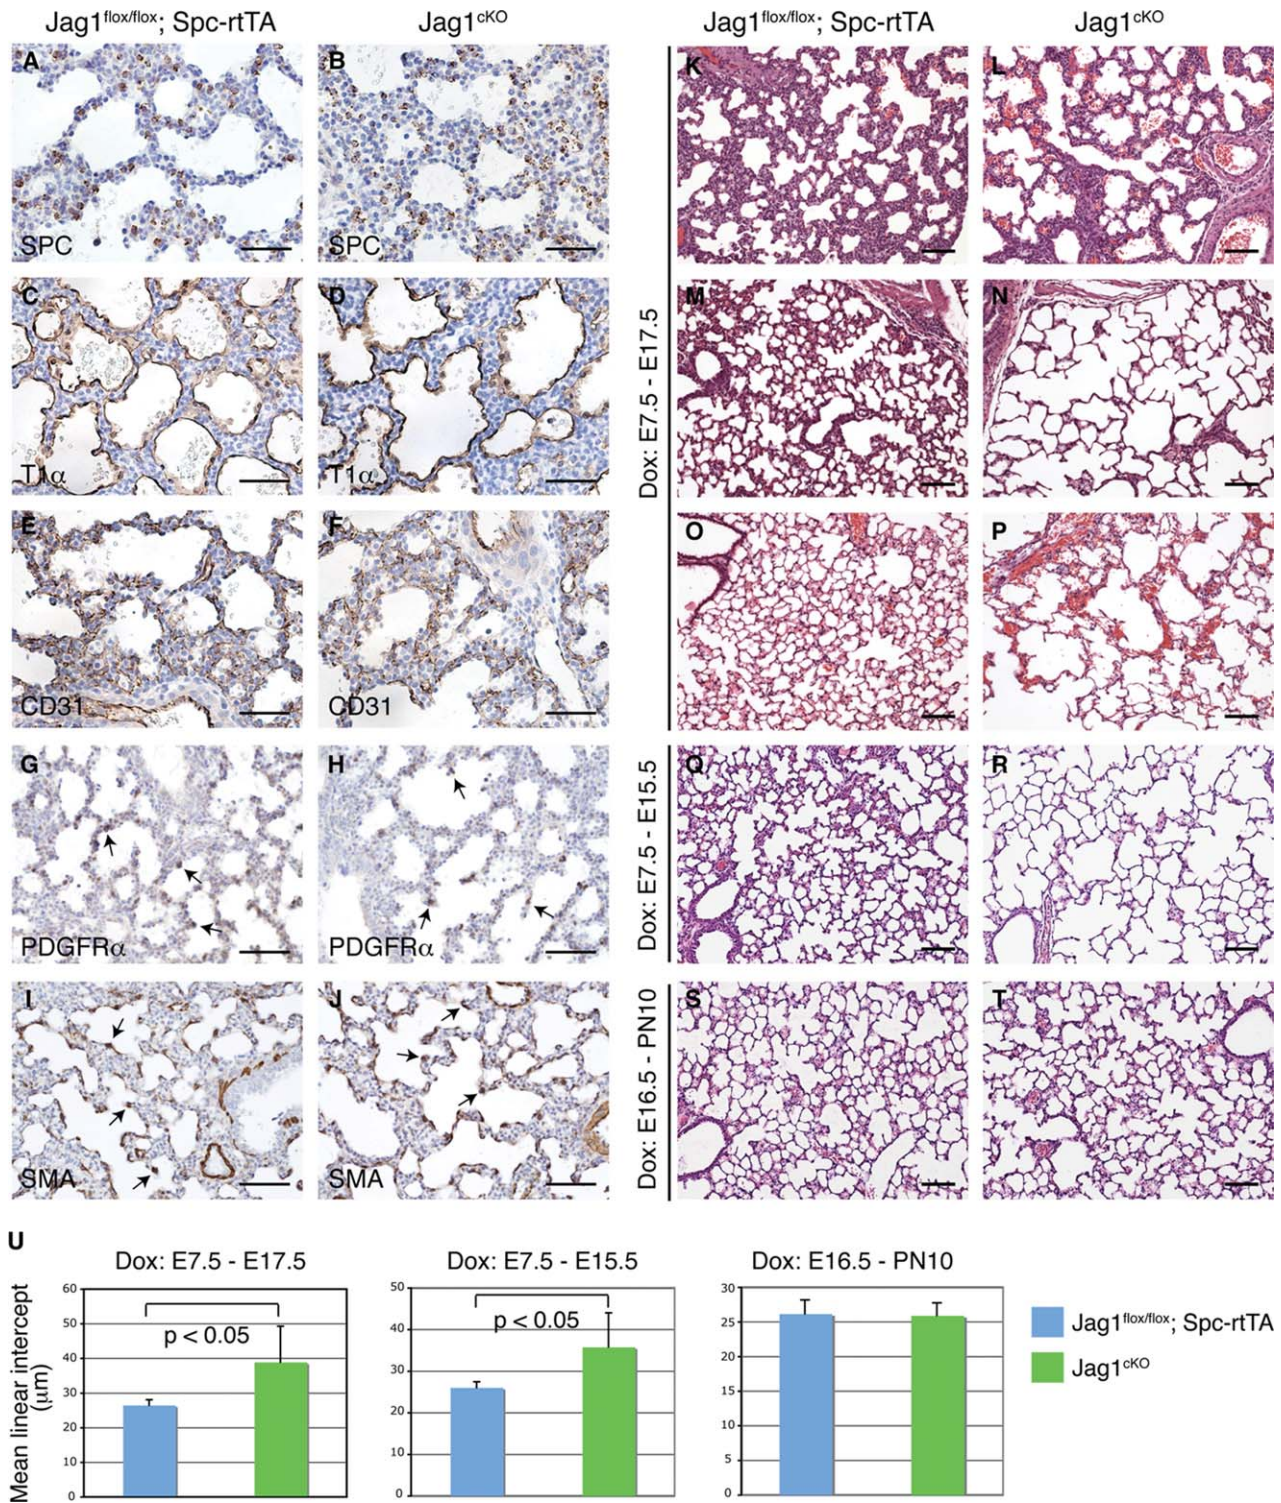 Jag1flox/flox; Spc-rtTA
Jag1cKO
Jag1flox/flox; Spc-rtTA
Jag1cKO
A
SPC
B
SPC
C
T1α
D
T1α
E
CD31
F
CD31
G
PDGFRα
H
PDGFRα
I
SMA
J
SMA
Dox: E7.5 - E17.5
K
L
M
N
O
P
Dox: E7.5 - E15.5
Q
R
Dox: E16.5 - PN10
S
T
U
Mean linear intercept
(μm)
Dox: E7.5 - E17.5
60
50
40
30
20
10
0
p < 0.05
Dox: E7.5 - E15.5
50
40
30
20
10
0
p < 0.05
Dox: E16.5 - PN10
30
25
20
15
10
5
0
Jag1flox/flox; Spc-rtTA
Jag1cKO